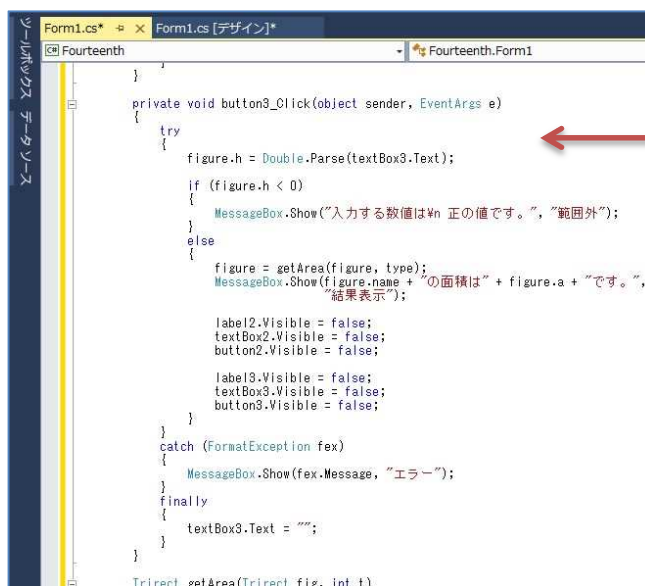 ツールボックス データ ソース
Form1.cs* Form1.cs [デザイン]*
C# Fourteenth Fourteenth.Form1
}
}
private void button3_Click(object sender, EventArgs e)
{
try
{
figure.h = Double.Parse(textBox3.Text);
if (figure.h < 0)
{
MessageBox.Show("入力する数値は¥n 正の値です。", "範囲外");
}
else
{
figure = getArea(figure, type);
MessageBox.Show(figure.name + "の面積は" + figure.a + "です。",
"結果表示");
label2.Visible = false;
textBox2.Visible = false;
button2.Visible = false;
label3.Visible = false;
textBox3.Visible = false;
button3.Visible = false;
}
}
catch (FormatException fex)
{
MessageBox.Show(fex.Message, "エラー");
}
finally
{
textBox3.Text = "";
}
}
Trirect getArea(Trirect fig, int t)